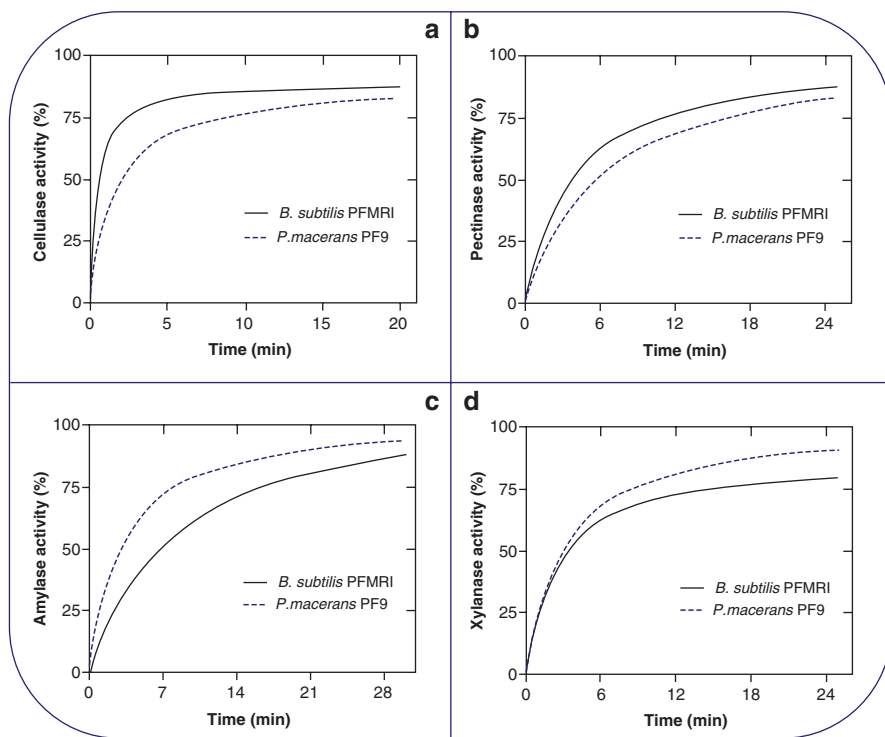 a
100
75
50
25
0
Cellulase activity (%)
B. subtilis PFMRI
P.macerans PF9
0 5 10 15 20
Time (min)
b
100
75
50
25
0
Pectinase activity (%)
B. subtilis PFMRI
P.macerans PF9
0 6 12 18 24
Time (min)
c
100
75
50
25
0
Amylase activity (%)
B. subtilis PFMRI
P.macerans PF9
0 7 14 21 28
Time (min)
d
100
75
50
25
0
Xylanase activity (%)
B. subtilis PFMRI
P.macerans PF9
0 6 12 18 24
Time (min)